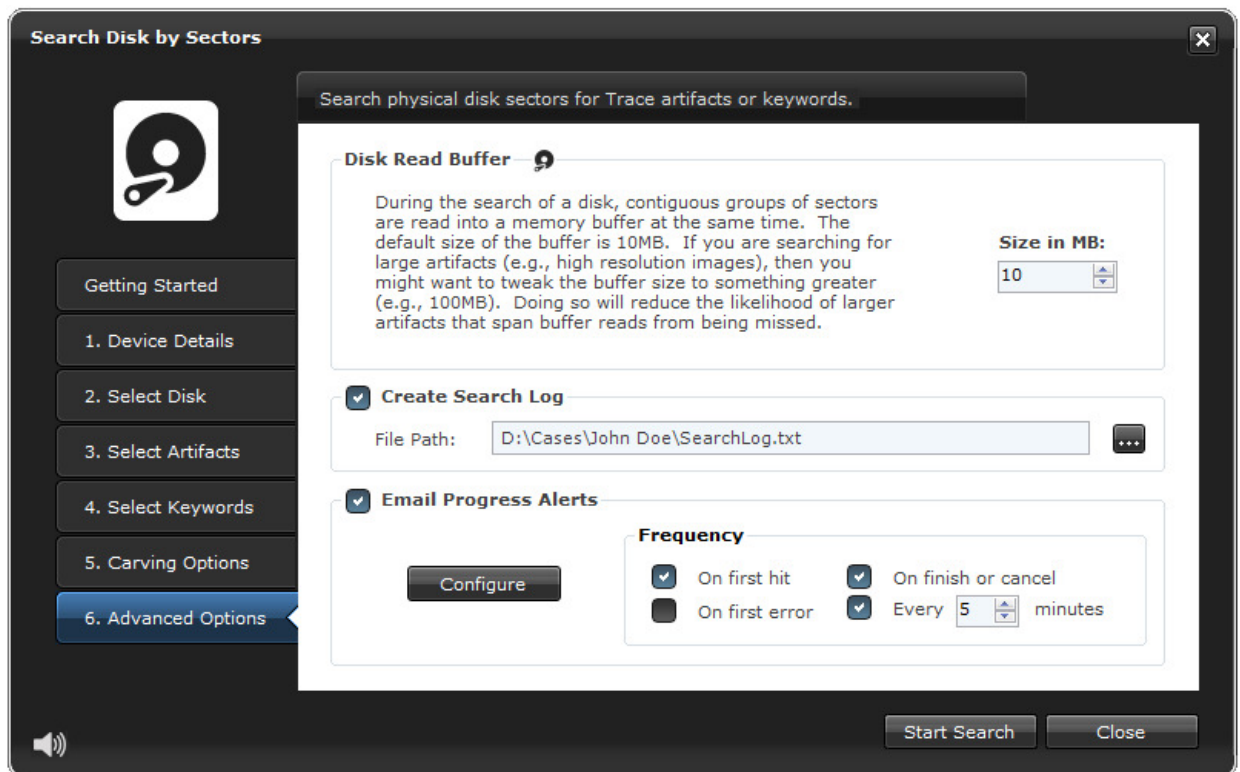 Search Disk by Sectors
Search physical disk sectors for Trace artifacts or keywords.
Getting Started
1. Device Details
2. Select Disk
3. Select Artifacts
4. Select Keywords
5. Carving Options
6. Advanced Options
Disk Read Buffer
During the search of a disk, contiguous groups of sectors
are read into a memory buffer at the same time. The
default size of the buffer is 10MB. If you are searching for
large artifacts (e.g., high resolution images), then you
might want to tweak the buffer size to something greater
(e.g., 100MB). Doing so will reduce the likelihood of larger
artifacts that span buffer reads from being missed.
Size in MB:
10
Create Search Log
File Path: D:\Cases\John Doe\SearchLog.txt ...
Email Progress Alerts
Configure
Frequency
On first hit On finish or cancel
On first error Every 5 minutes
Start Search Close